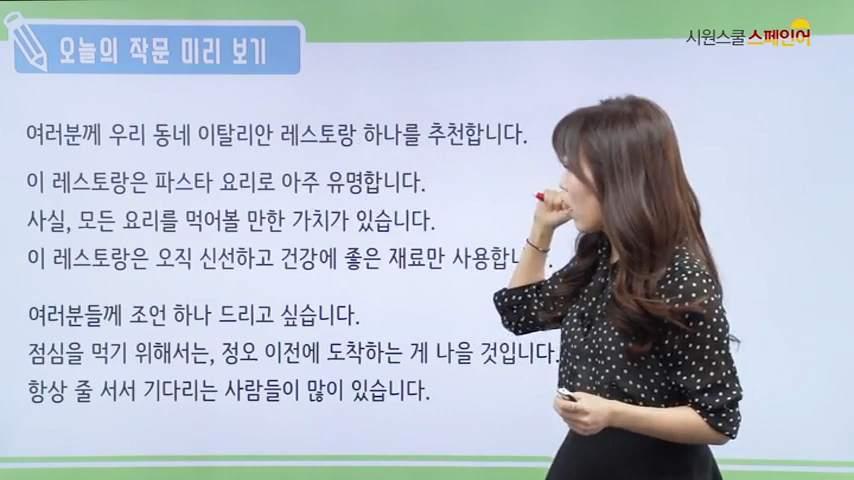 오늘의 작문 미리 보기
시원스쿨 스페인어
여러분께 우리 동네 이탈리안 레스토랑 하나를 추천합니다.
이 레스토랑은 파스타 요리로 아주 유명합니다.
사실, 모든 요리를 먹어볼 만한 가치가 있습니다.
이 레스토랑은 오직 신선하고 건강에 좋은 재료만
여러분들께 조언 하나 드리고 싶습니다.
점심을 먹기 위해서는, 정오 이전에 도착하는 게 나을 것입니다.
항상 줄 서서 기다리는 사람들이 많이 있습니다.